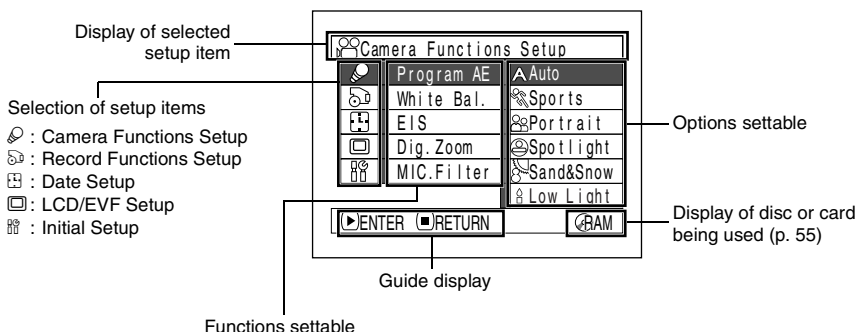 Display of selected
setup item
Camera Functions Setup
Selection of setup items
: Camera Functions Setup
: Record Functions Setup
: Date Setup
: LCD/EVF Setup
: Initial Setup
Program AE
White Bal.
EIS
Dig.Zoom
MIC.Filter
A Auto
Sports
Portrait
Spotlight
Sand&Snow
Low Light
Options settable
ENTER RETURN
RAM
Display of disc or card
being used (p. 55)
Guide display
Functions settable